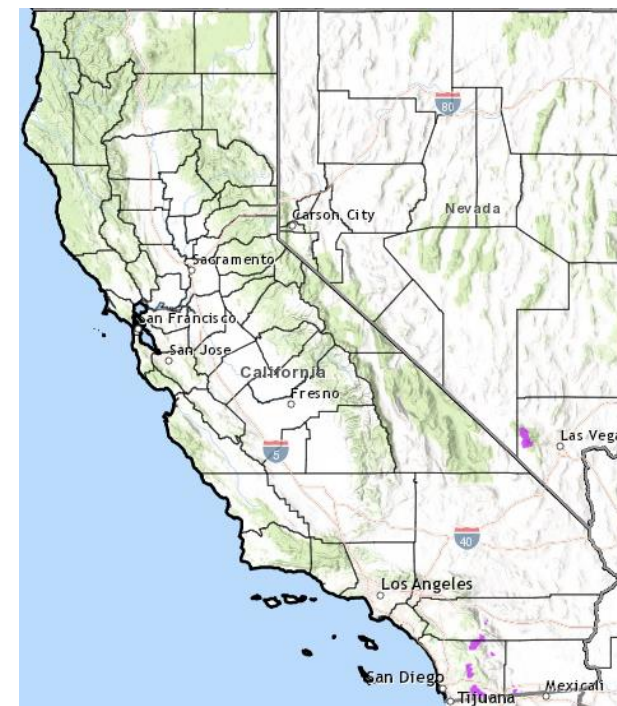 80
Nevada
Carson City
Sacramento
San Francisco
San Jose
California
Fresno
5
Las Vega
40
Los Angeles
San Diego
Mexicali
Tijuana